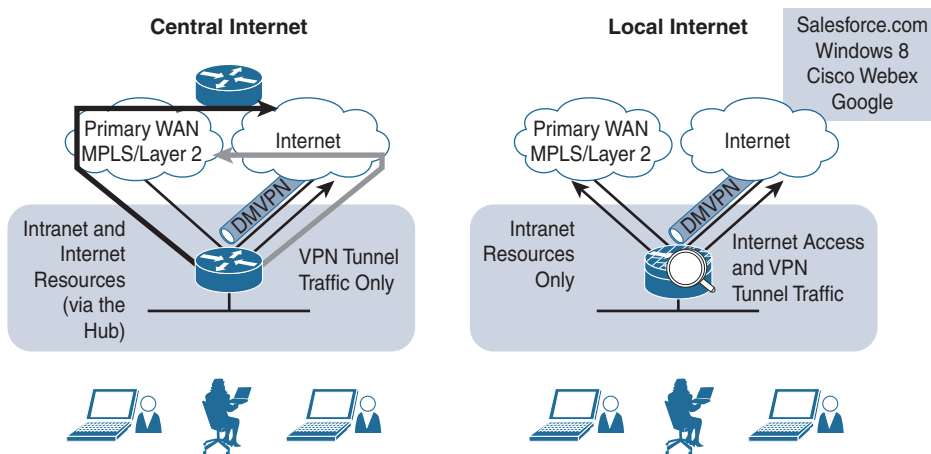 Central Internet
Primary WAN
MPLS/Layer 2
Internet
DMVPN
Intranet and
Internet
Resources
(via the
Hub)
VPN Tunnel
Traffic Only
Local Internet
Salesforce.com
Windows 8
Cisco Webex
Google
Primary WAN
MPLS/Layer 2
Internet
DMVPN
Intranet
Resources
Only
Internet Access
and VPN
Tunnel Traffic